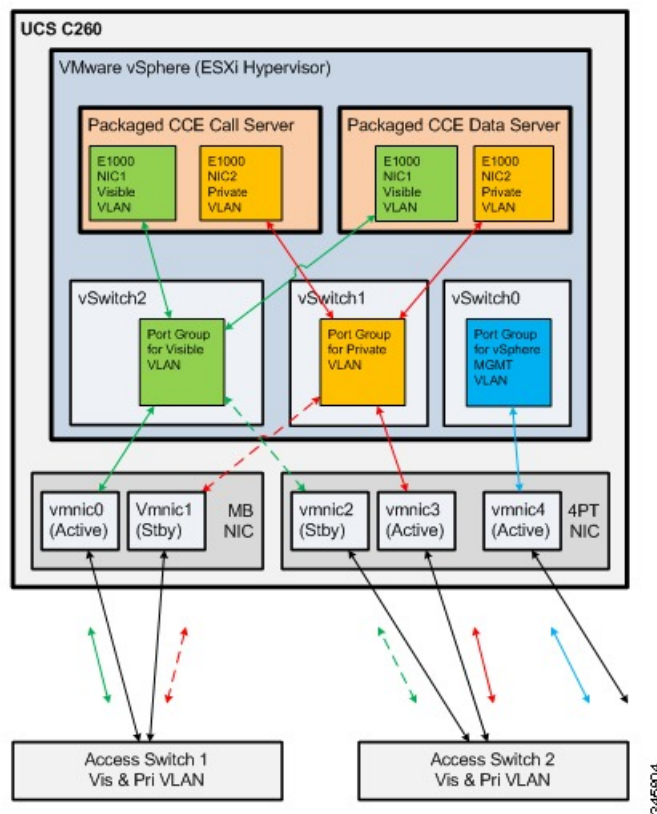 UCS C260
VMware vSphere (ESXi Hypervisor)
Packaged CCE Call Server
E1000
NIC1
Visible
VLAN
E1000
NIC2
Private
VLAN
Packaged CCE Data Server
E1000
NIC1
Visible
VLAN
E1000
NIC2
Private
VLAN
vSwitch2
Port Group
for Visible
VLAN
vSwitch1
Port Group
for Private
VLAN
vSwitch0
Port Group
for vSphere
MGMT
VLAN
vmnic0
(Active)
Vmnic1
(Stby)
MB
NIC
vmnic2
(Stby)
vmnic3
(Active)
vmnic4
(Active)
4PT
NIC
Access Switch 1
Vis & Pri VLAN
Access Switch 2
Vis & Pri VLAN
345904